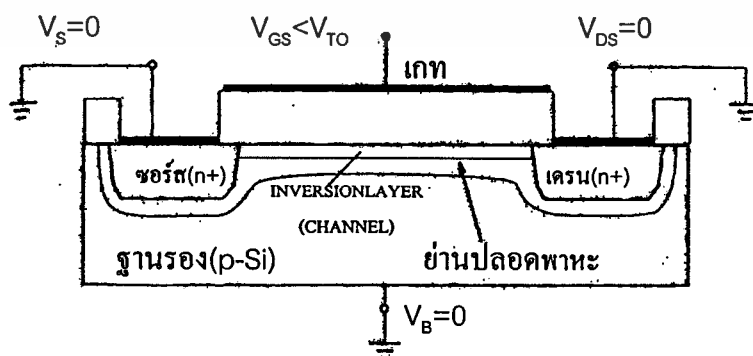 V_S=0
V_GS<V_TO
V_DS=0
เกท
ซอร์ส(n+)
เดรน(n+)
INVERSIONLAYER
(CHANNEL)
ฐานรอง(p-Si)
ย่านปลอดพาหะ
V_B=0